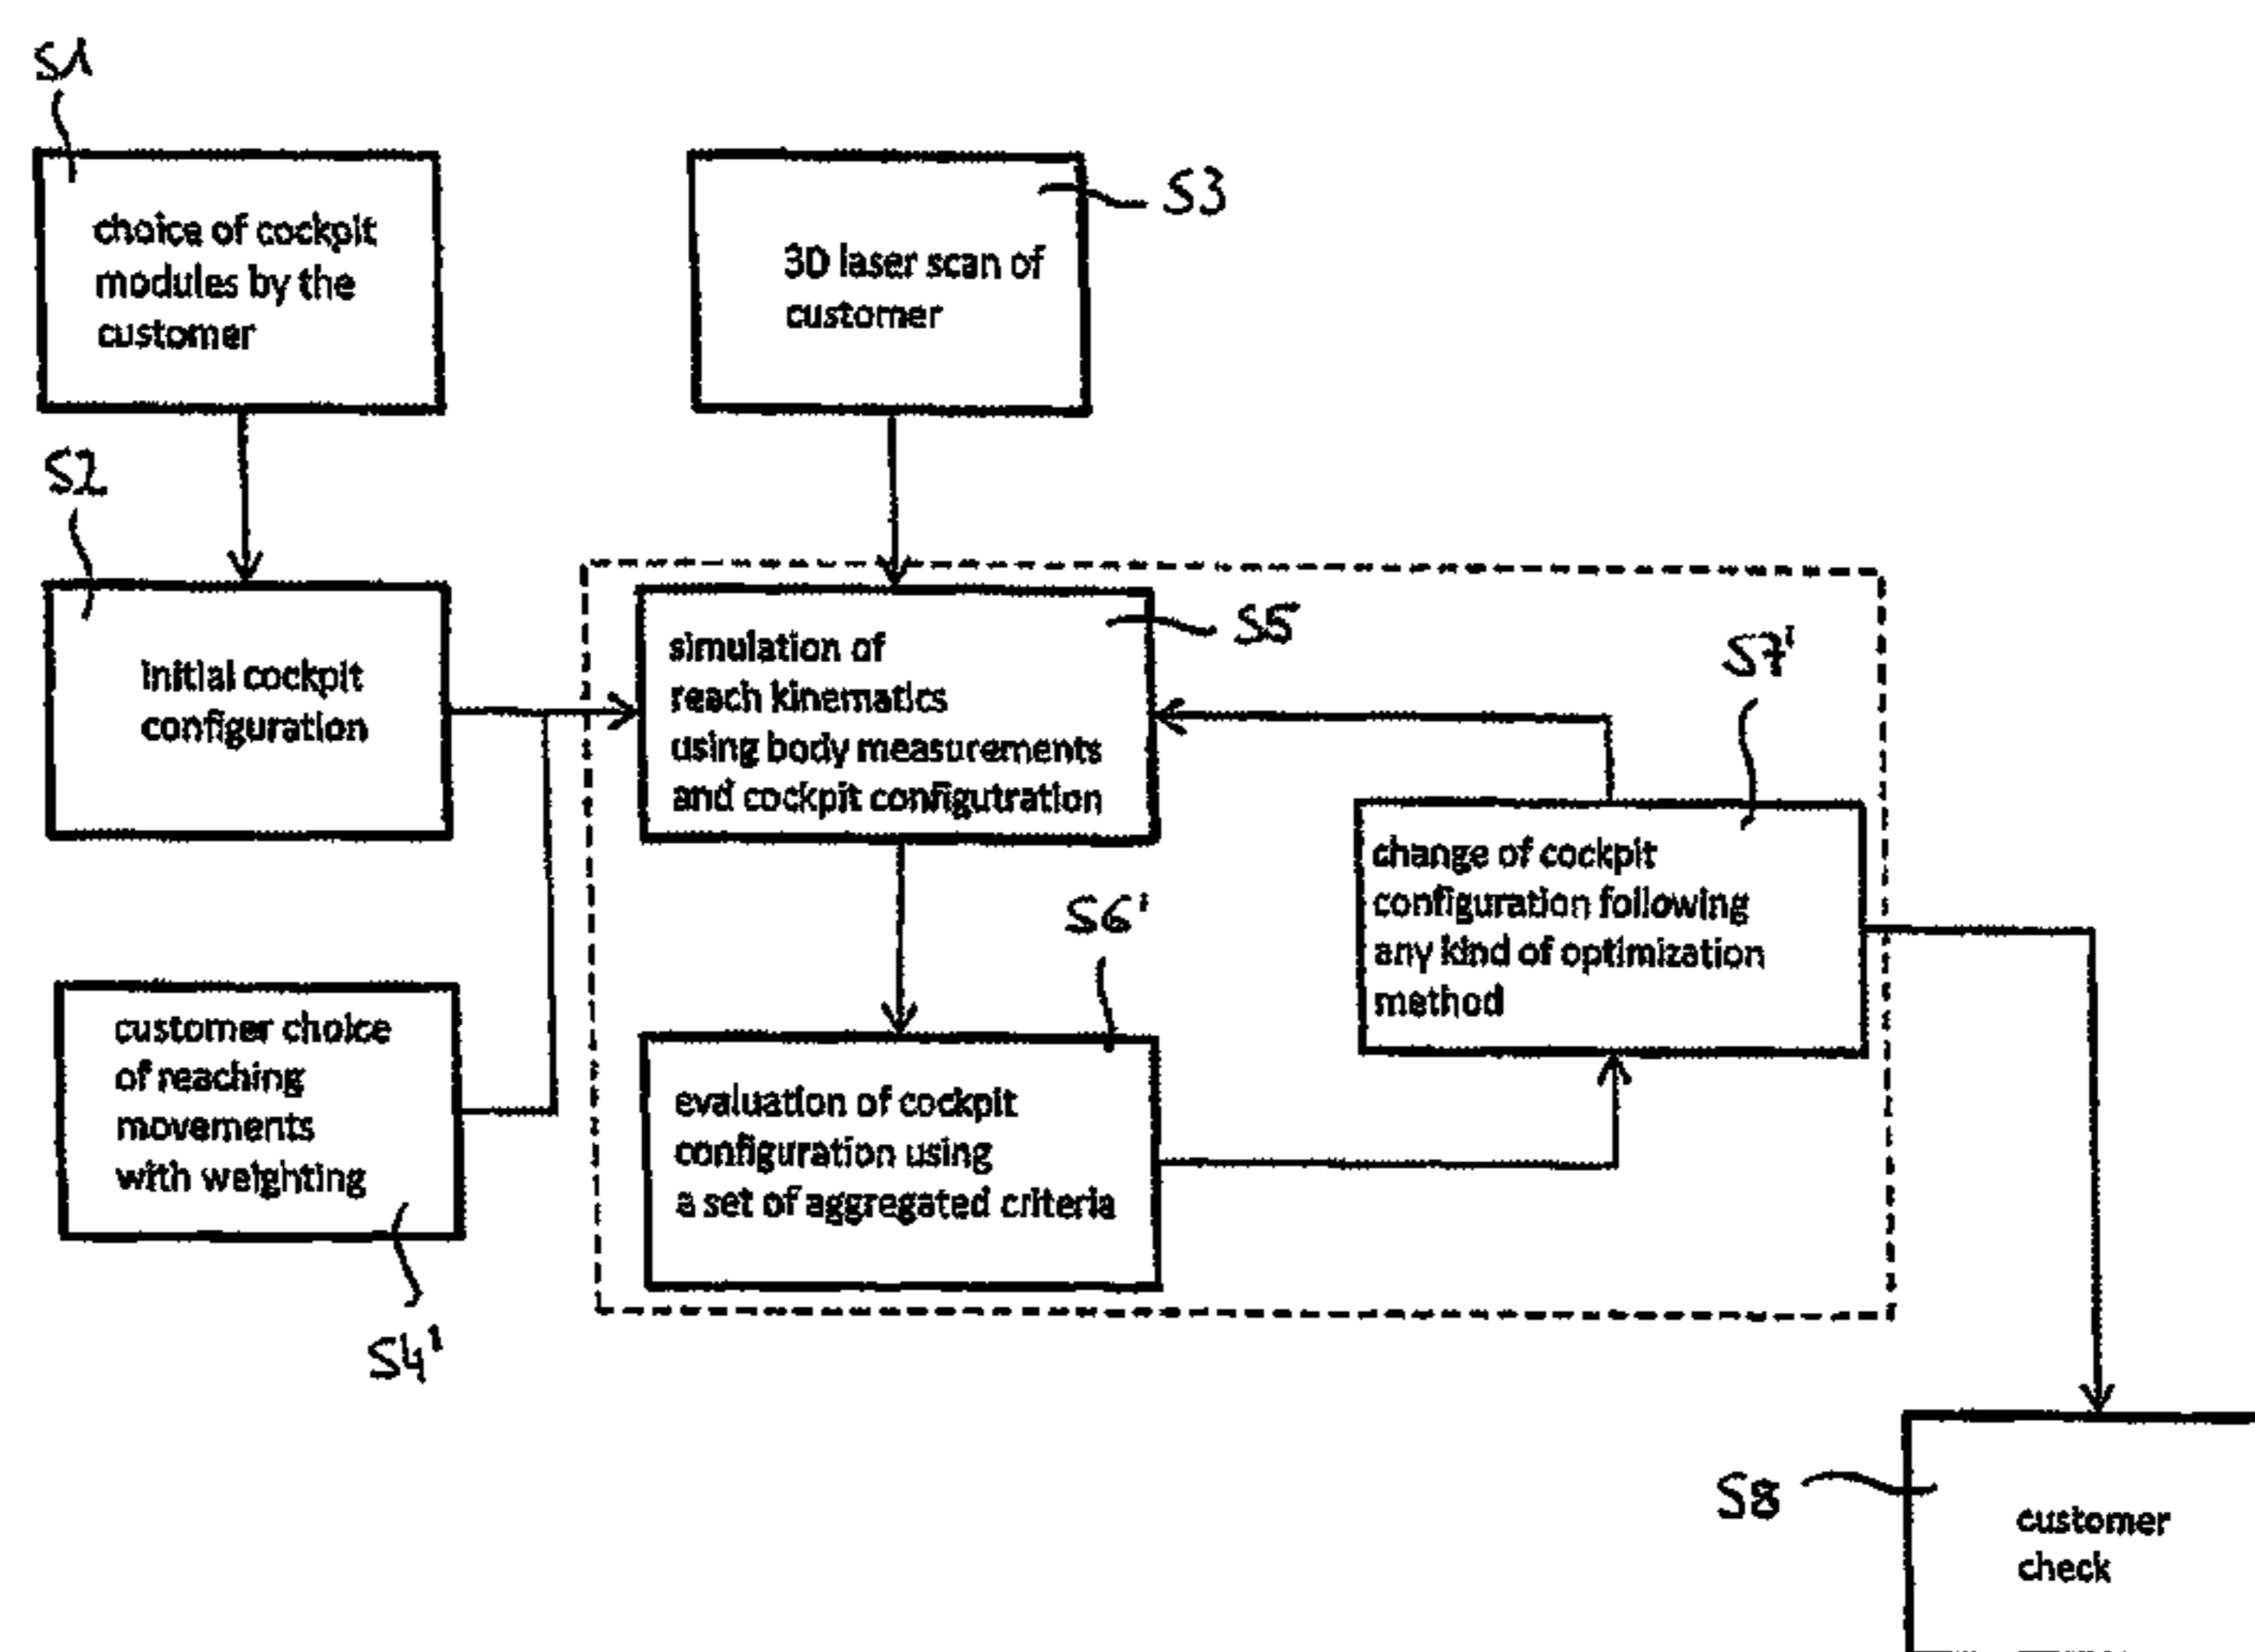 S1
choice of cockpit
modules by the
customer
S3
3D laser scan of
customer
S2
initial cockpit
configuration
S5
simulation of
reach kinematics
using body measurements
and cockpit configutration
S7'
change of cockpit
configuration following
any kind of optimization
method
S4'
customer choice
of reaching
movements
with weighting
S6'
evaluation of cockpit
configuration using
a set of aggregated criteria
S8
customer
check